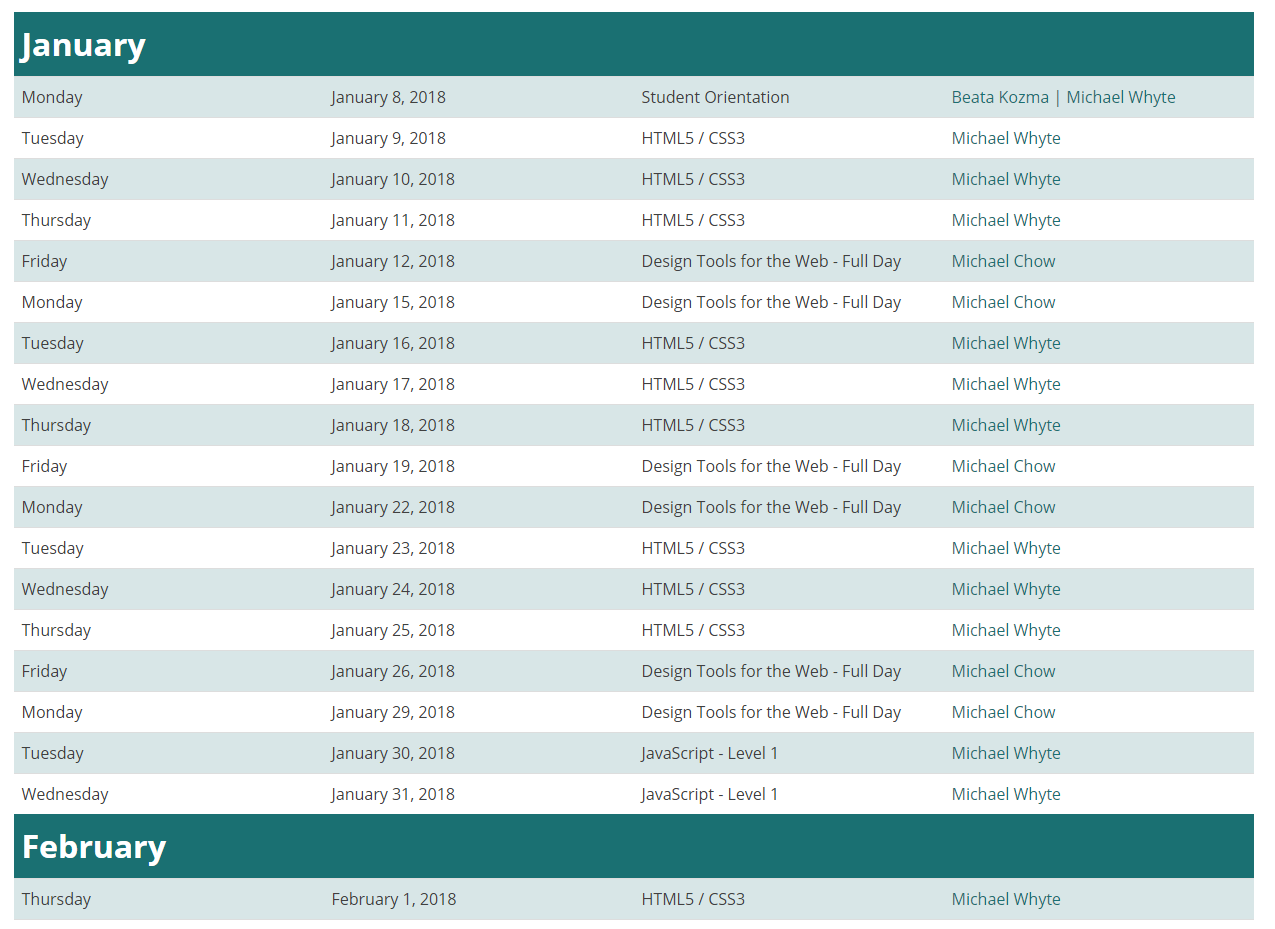 January
Monday January 8, 2018 Student Orientation Beata Kozma | Michael Whyte
Tuesday January 9, 2018 HTML5 / CSS3 Michael Whyte
Wednesday January 10, 2018 HTML5 / CSS3 Michael Whyte
Thursday January 11, 2018 HTML5 / CSS3 Michael Whyte
Friday January 12, 2018 Design Tools for the Web - Full Day Michael Chow
Monday January 15, 2018 Design Tools for the Web - Full Day Michael Chow
Tuesday January 16, 2018 HTML5 / CSS3 Michael Whyte
Wednesday January 17, 2018 HTML5 / CSS3 Michael Whyte
Thursday January 18, 2018 HTML5 / CSS3 Michael Whyte
Friday January 19, 2018 Design Tools for the Web - Full Day Michael Chow
Monday January 22, 2018 Design Tools for the Web - Full Day Michael Chow
Tuesday January 23, 2018 HTML5 / CSS3 Michael Whyte
Wednesday January 24, 2018 HTML5 / CSS3 Michael Whyte
Thursday January 25, 2018 HTML5 / CSS3 Michael Whyte
Friday January 26, 2018 Design Tools for the Web - Full Day Michael Chow
Monday January 29, 2018 Design Tools for the Web - Full Day Michael Chow
Tuesday January 30, 2018 JavaScript - Level 1 Michael Whyte
Wednesday January 31, 2018 JavaScript - Level 1 Michael Whyte
February
Thursday February 1, 2018 HTML5 / CSS3 Michael Whyte